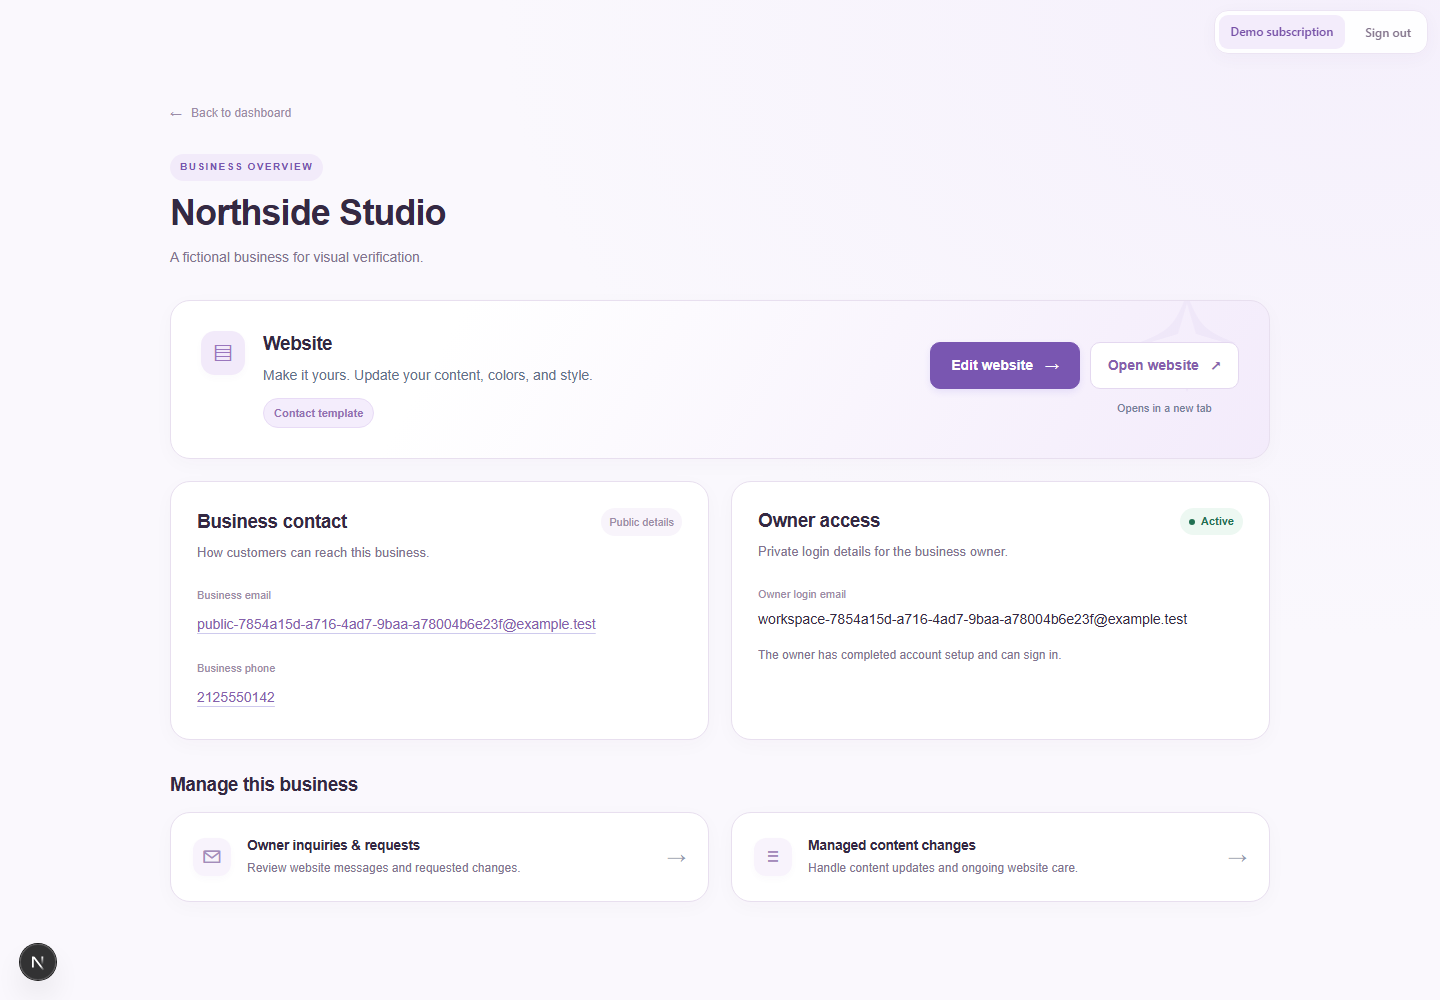 Demo subscription
Sign out
← Back to dashboard
BUSINESS OVERVIEW
Northside Studio
A fictional business for visual verification.
Website
Make it yours. Update your content, colors, and style.
Contact template
Edit website →
Open website ↗
Opens in a new tab
Business contact
Public details
How customers can reach this business.
Business email
public-7854a15d-a716-4ad7-9baa-a78004b6e23f@example.test
Business phone
2125550142
Owner access
Active
Private login details for the business owner.
Owner login email
workspace-7854a15d-a716-4ad7-9baa-a78004b6e23f@example.test
The owner has completed account setup and can sign in.
Manage this business
Owner inquiries & requests
Review website messages and requested changes.
→
Managed content changes
Handle content updates and ongoing website care.
→
N